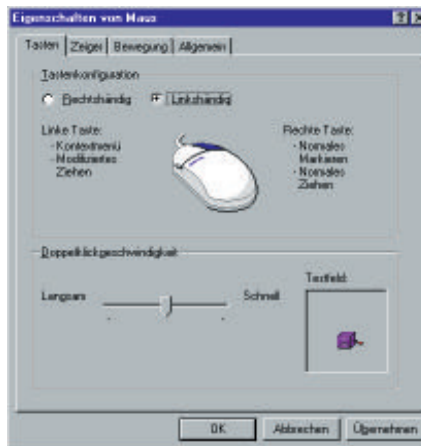 Eigenschaften von Maus
Tasten Zeiger Bewegung Allgemein
Tastenkonfiguration
Rechtshändig Linkshändig
Linke Taste:
- Kontextmenü
- Modifiziertes
Ziehen
Rechte Taste:
- Normales
Markieren
- Normales
Ziehen
Doppelklickgeschwindigkeit
Langsam Schnell
Testfeld:
OK Abbrechen Übernehmen